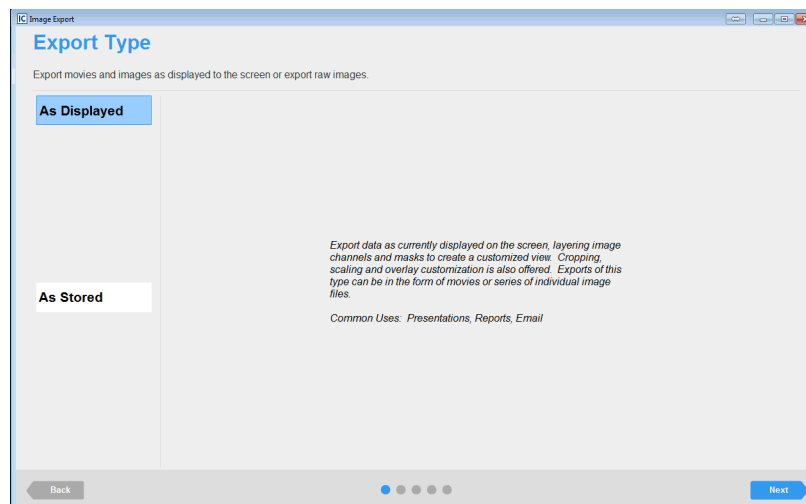 IC Image Export
Export Type
Export movies and images as displayed to the screen or export raw images.
As Displayed
Export data as currently displayed on the screen, layering image
channels and masks to create a customized view. Cropping,
scaling and overlay customization is also offered. Exports of this
type can be in the form of movies or series of individual image
files.
As Stored
Common Uses: Presentations, Reports, Email
Back
Next